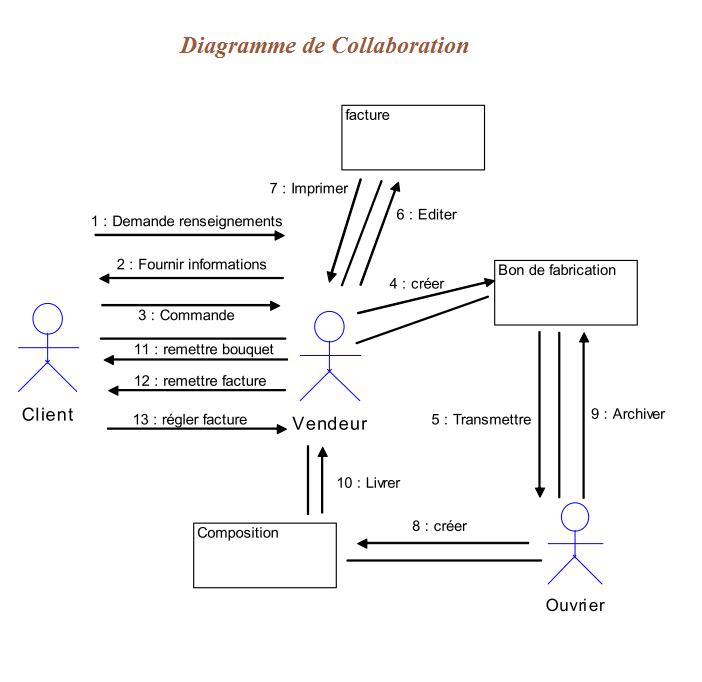 Diagramme de Collaboration
facture
7 : Imprimer
6 : Editer
1 : Demande renseignements
2 : Fournir informations
Bon de fabrication
4 : créer
3 : Commande
11 : remettre bouquet
12 : remettre facture
Client
13 : régler facture
Vendeur
5 : Transmettre
9 : Archiver
10 : Livrer
Composition
8 : créer
Ouvrier